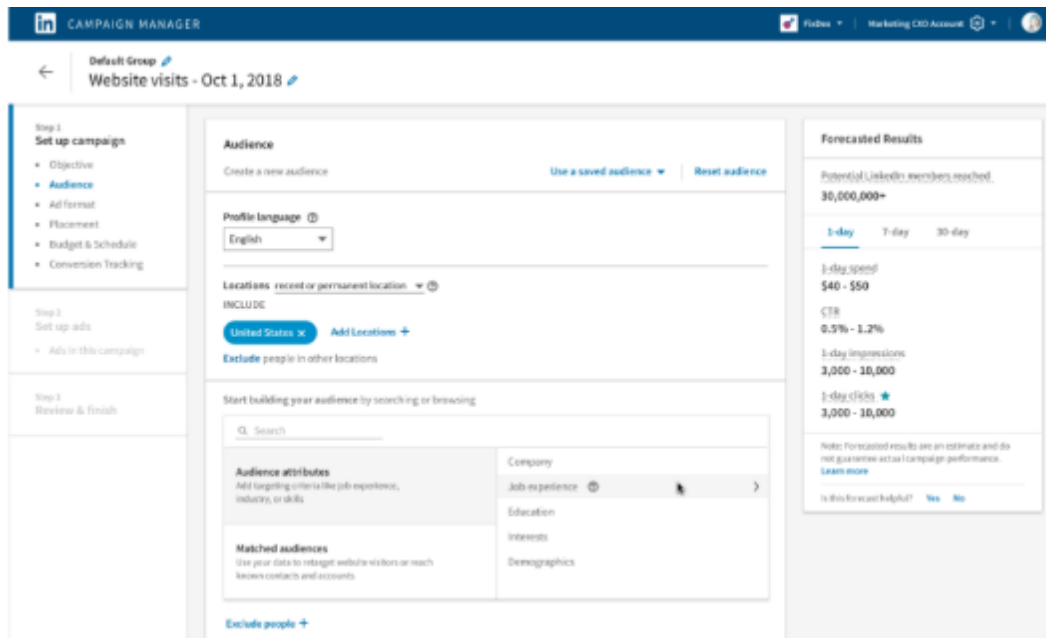 in CAMPAIGN MANAGER
FixDex
Marketing CXO Account
Default Group
Website visits - Oct 1, 2018
Step 1
Set up campaign
Objective
Audience
Ad format
Placement
Budget & Schedule
Conversion Tracking
Step 2
Set up ads
Ads in this campaign
Step 3
Review & finish
Audience
Create a new audience
Use a saved audience
Reset audience
Profile language
English
Locations recent or permanent location
INCLUDE
United States ×
Add Locations +
Exclude people in other locations
Start building your audience by searching or browsing
Search
Audience attributes
Add targeting criteria like job experience,
industry, or skills
Matched audiences
Use your data to retarget website visitors or reach
known contacts and accounts
Company
Job experience
Education
Interests
Demographics
Exclude people +
Forecasted Results
Potential LinkedIn members reached
30,000,000+
1-day 7-day 30-day
1-day spend
$40 - $50
CTR
0.5% - 1.2%
1-day impressions
3,000 - 10,000
1-day clicks
3,000 - 10,000
Note: Forecasted results are an estimate and do
not guarantee actual campaign performance.
Learn more
Is this forecast helpful? Yes No